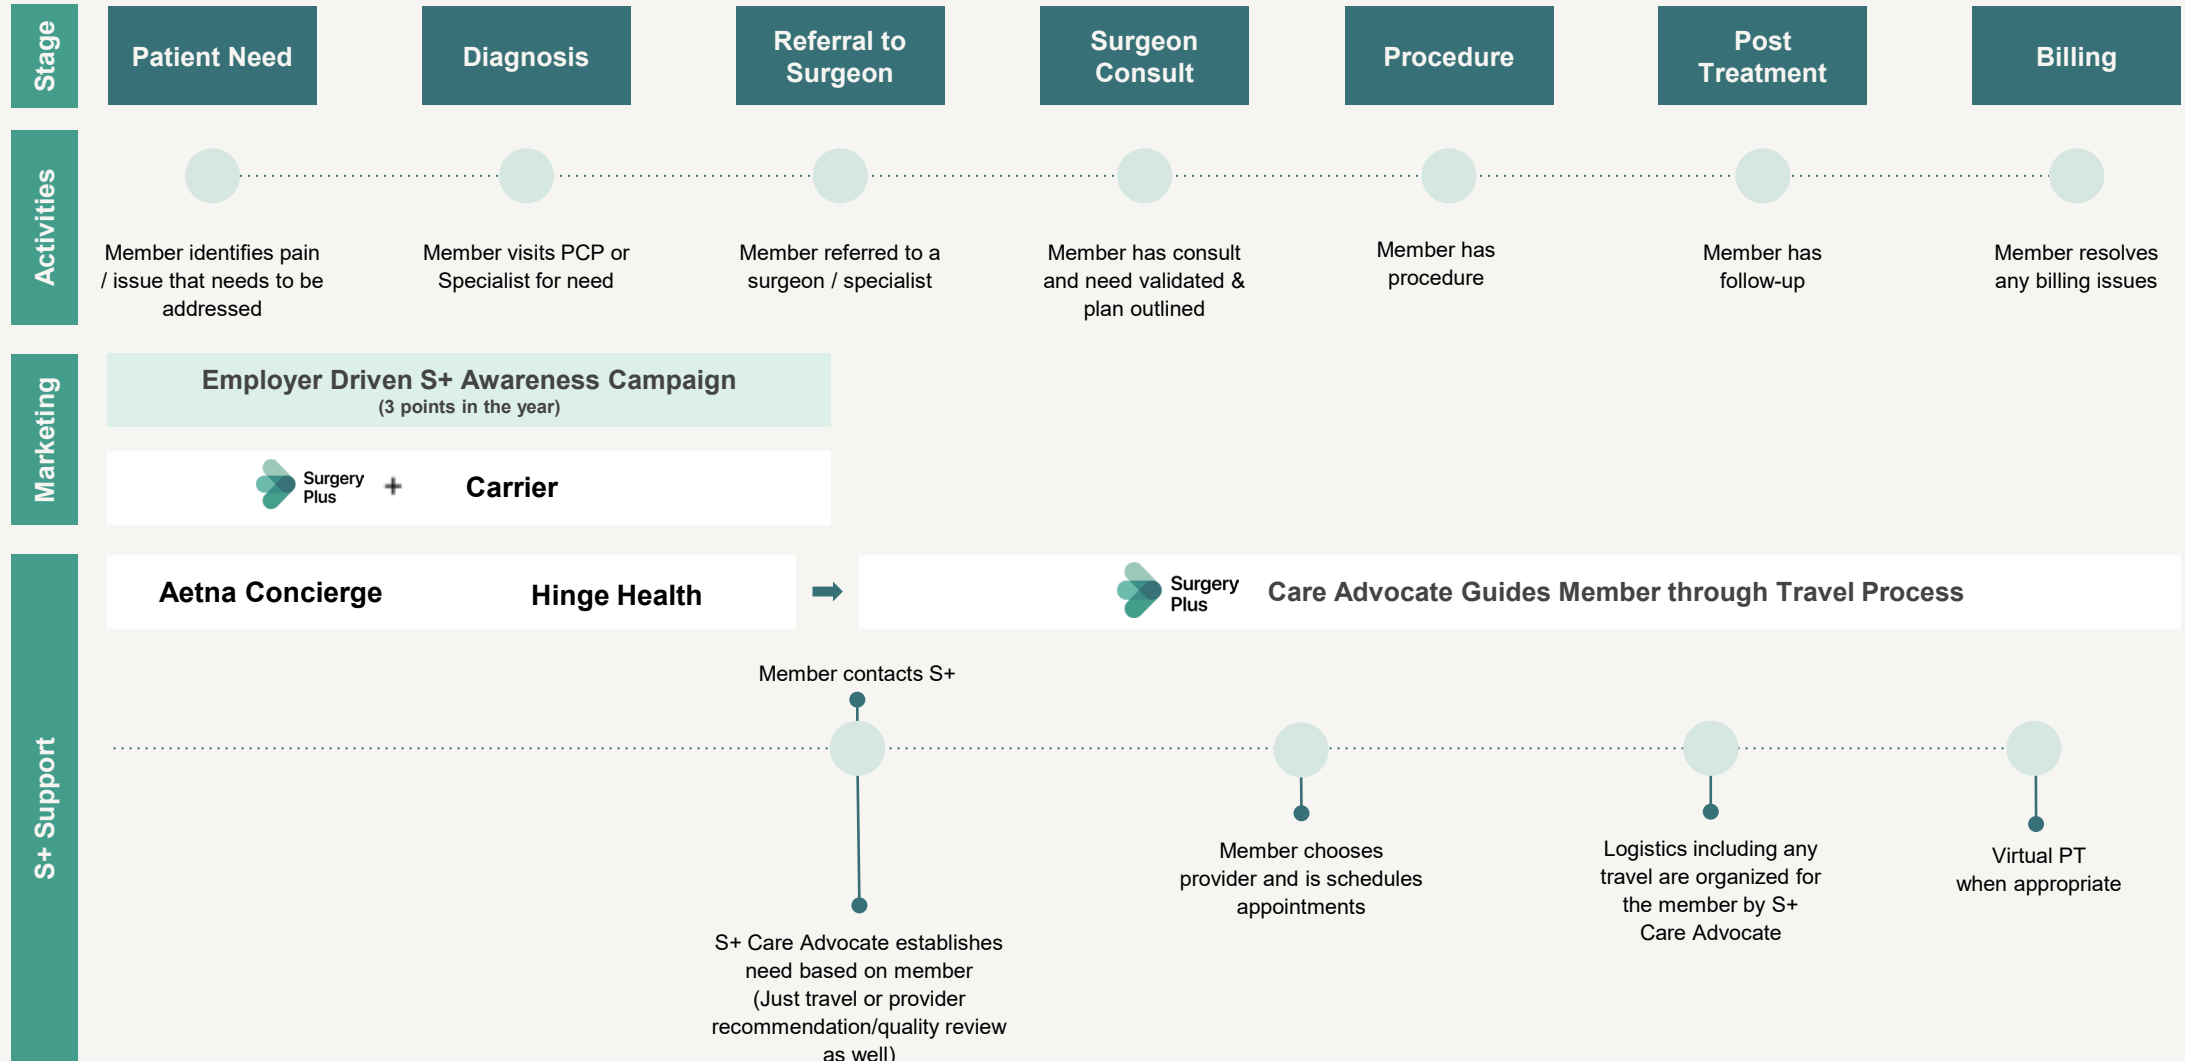 Stage
Patient Need
Diagnosis
Referral to
Surgeon
Surgeon
Consult
Procedure
Post
Treatment
Billing
Activities
Member identifies pain
/ issue that needs to be
addressed
Member visits PCP or
Specialist for need
Member referred to a
surgeon / specialist
Member has consult
and need validated &
plan outlined
Member has
procedure
Member has
follow-up
Member resolves
any billing issues
Marketing
Employer Driven S+ Awareness Campaign
(3 points in the year)
Surgery
Plus
+
Carrier
S+ Support
Aetna Concierge
Hinge Health
Surgery
Plus
Care Advocate Guides Member through Travel Process
Member contacts S+
S+ Care Advocate establishes
need based on member
(Just travel or provider
recommendation/quality review
as well)
Member chooses
provider and is schedules
appointments
Logistics including any
travel are organized for
the member by S+
Care Advocate
Virtual PT
when appropriate